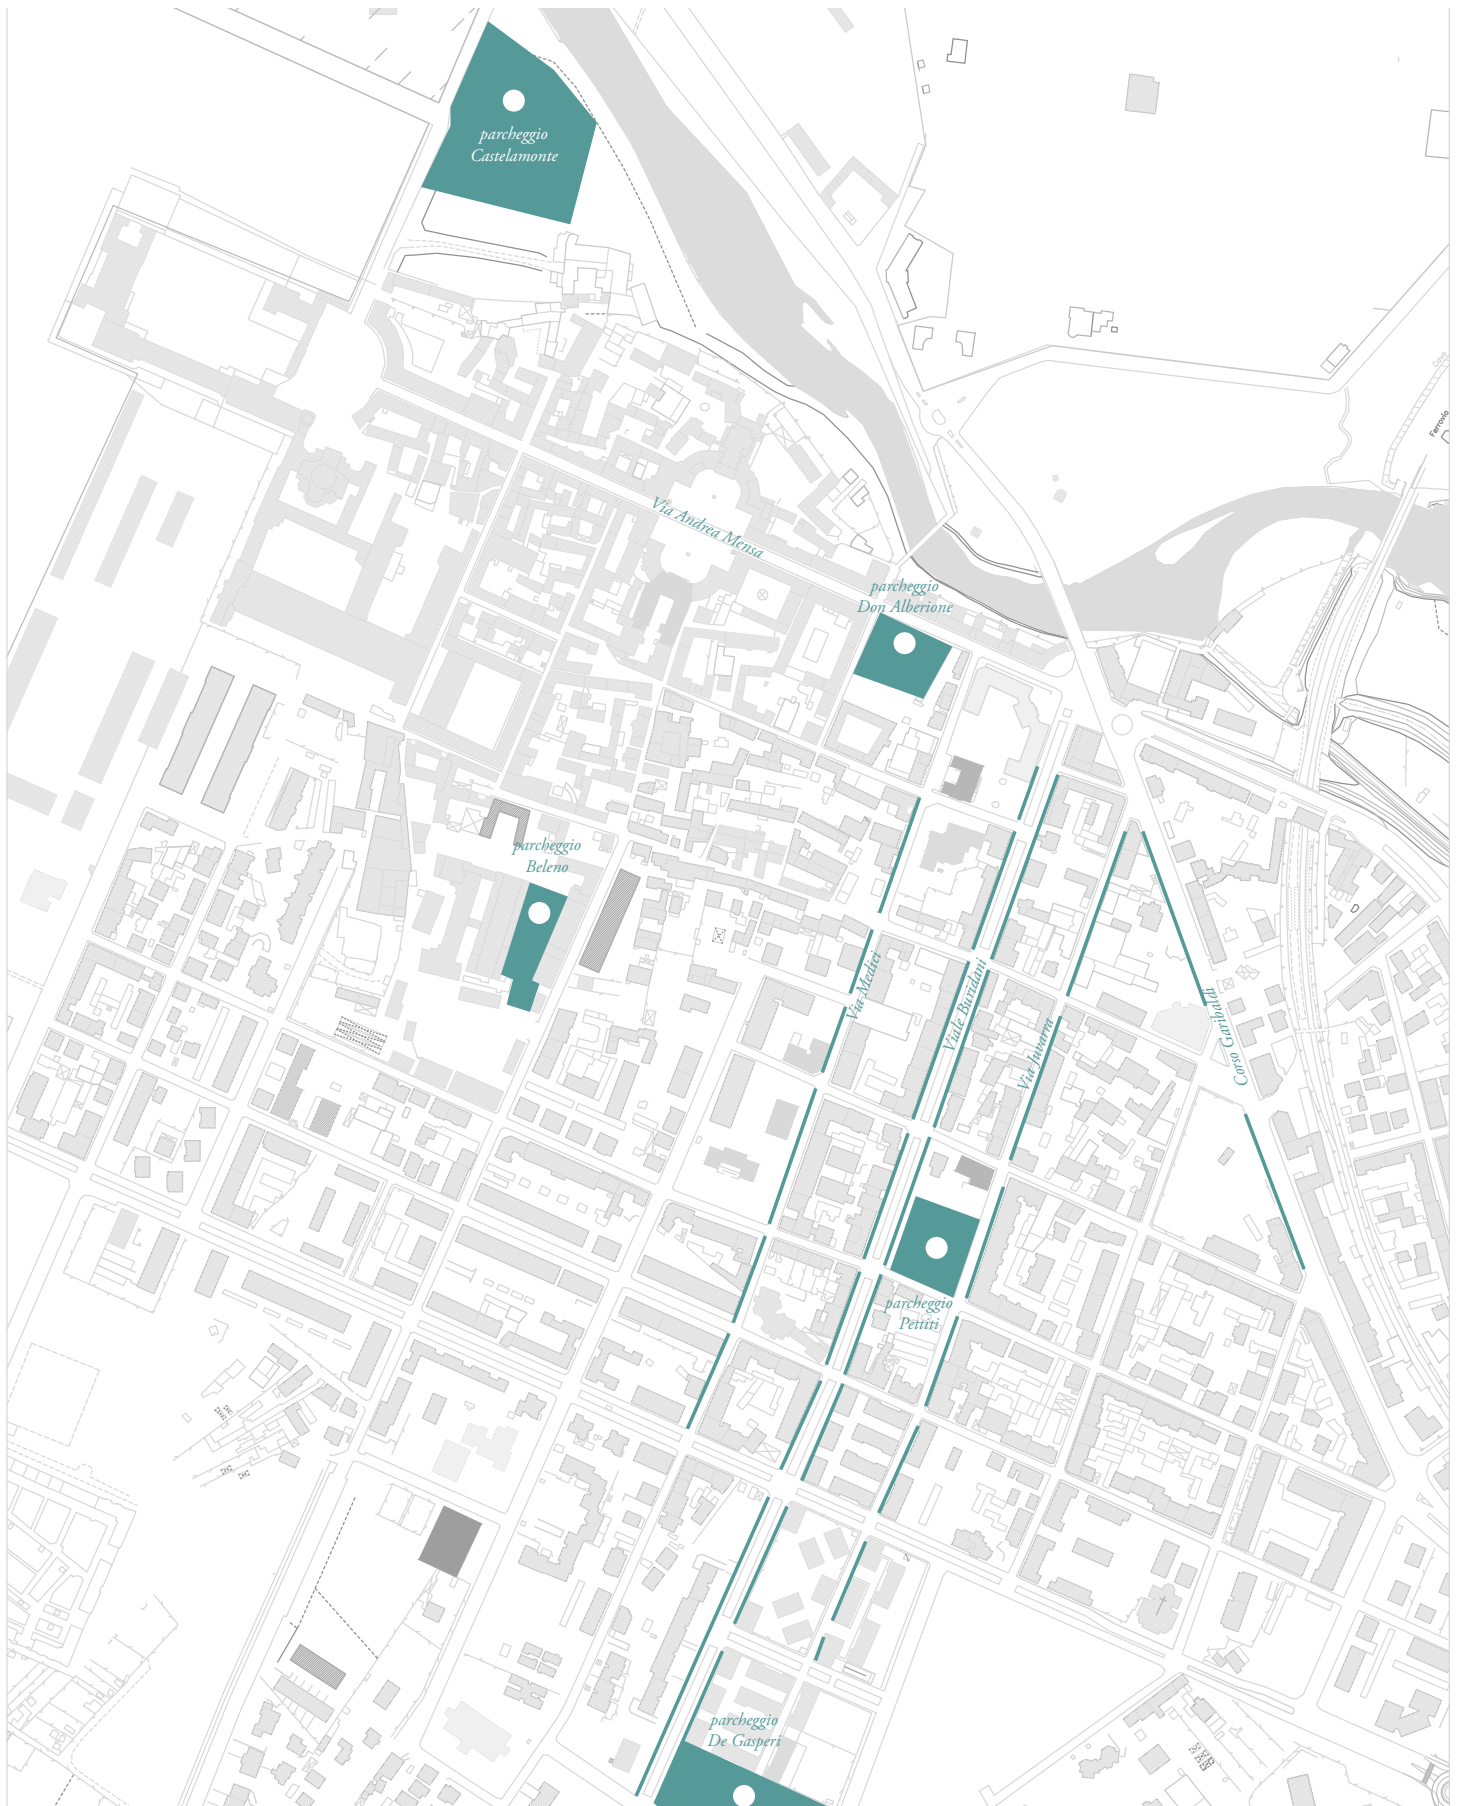 parcheggio
Castelamonte
Ferrovia
Via Andrea Mensa
parcheggio
Don Alberione
parcheggio
Beleno
Via Medici
Viale Buridani
Via Juvarra
Corso Garibaldi
parcheggio
Pettiti
parcheggio
De Gasperi